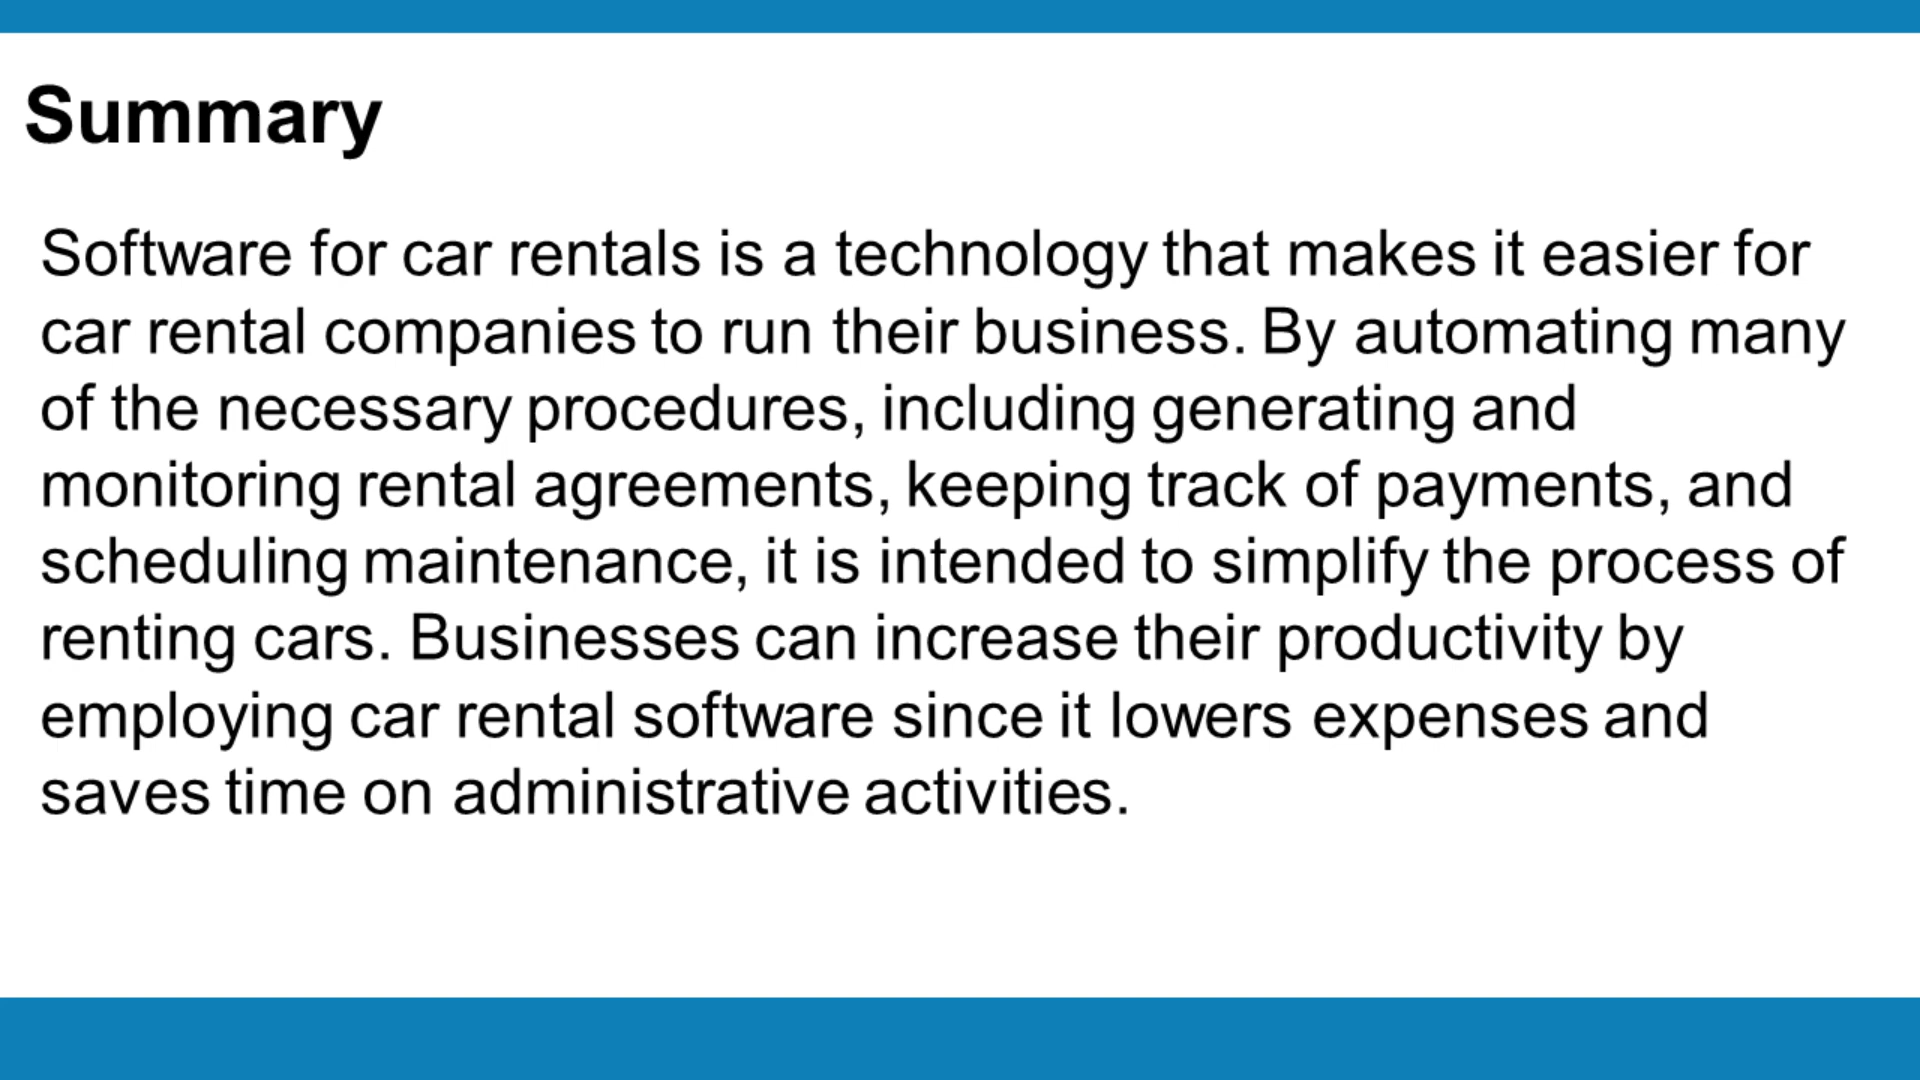 Summary
Software for car rentals is a technology that makes it easier for
car rental companies to run their business. By automating many
of the necessary procedures, including generating and
monitoring rental agreements, keeping track of payments, and
scheduling maintenance, it is intended to simplify the process of
renting cars. Businesses can increase their productivity by
employing car rental software since it lowers expenses and
saves time on administrative activities.